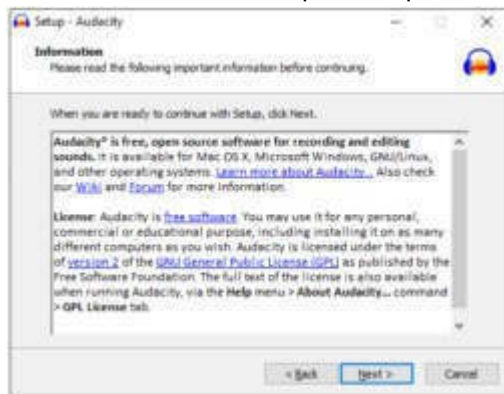 Setup - Audacity
Information
Please read the following important information before continuing.
When you are ready to continue with Setup, click Next.
Audacity® is free, open source software for recording and editing
sounds. It is available for Mac OS X, Microsoft Windows, GNU/Linux,
and other operating systems. Learn more about Audacity... Also check
our Wiki and Forum for more information.
License: Audacity is free software. You may use it for any personal,
commercial or educational purpose, including installing it on as many
different computers as you wish. Audacity is licensed under the terms
of version 2 of the GNU General Public License (GPL) as published by the
Free Software Foundation. The full text of the license is also available
when running Audacity, via the Help menu > About Audacity... command
> GPL License tab.
< Back
Next >
Cancel